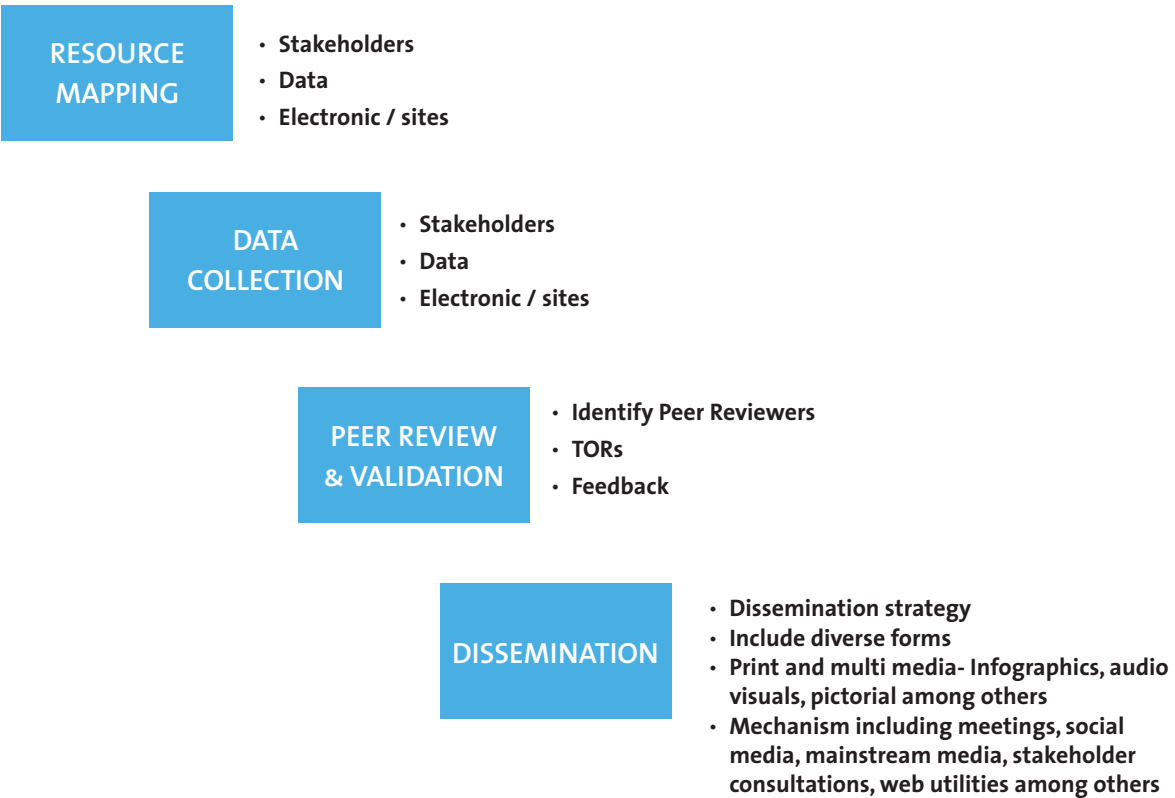 RESOURCE
MAPPING
• Stakeholders
• Data
• Electronic / sites
DATA
COLLECTION
• Stakeholders
• Data
• Electronic / sites
PEER REVIEW
& VALIDATION
• Identify Peer Reviewers
• TORs
• Feedback
DISSEMINATION
• Dissemination strategy
• Include diverse forms
• Print and multi media- Infographics, audio
visuals, pictorial among others
• Mechanism including meetings, social
media, mainstream media, stakeholder
consultations, web utilities among others